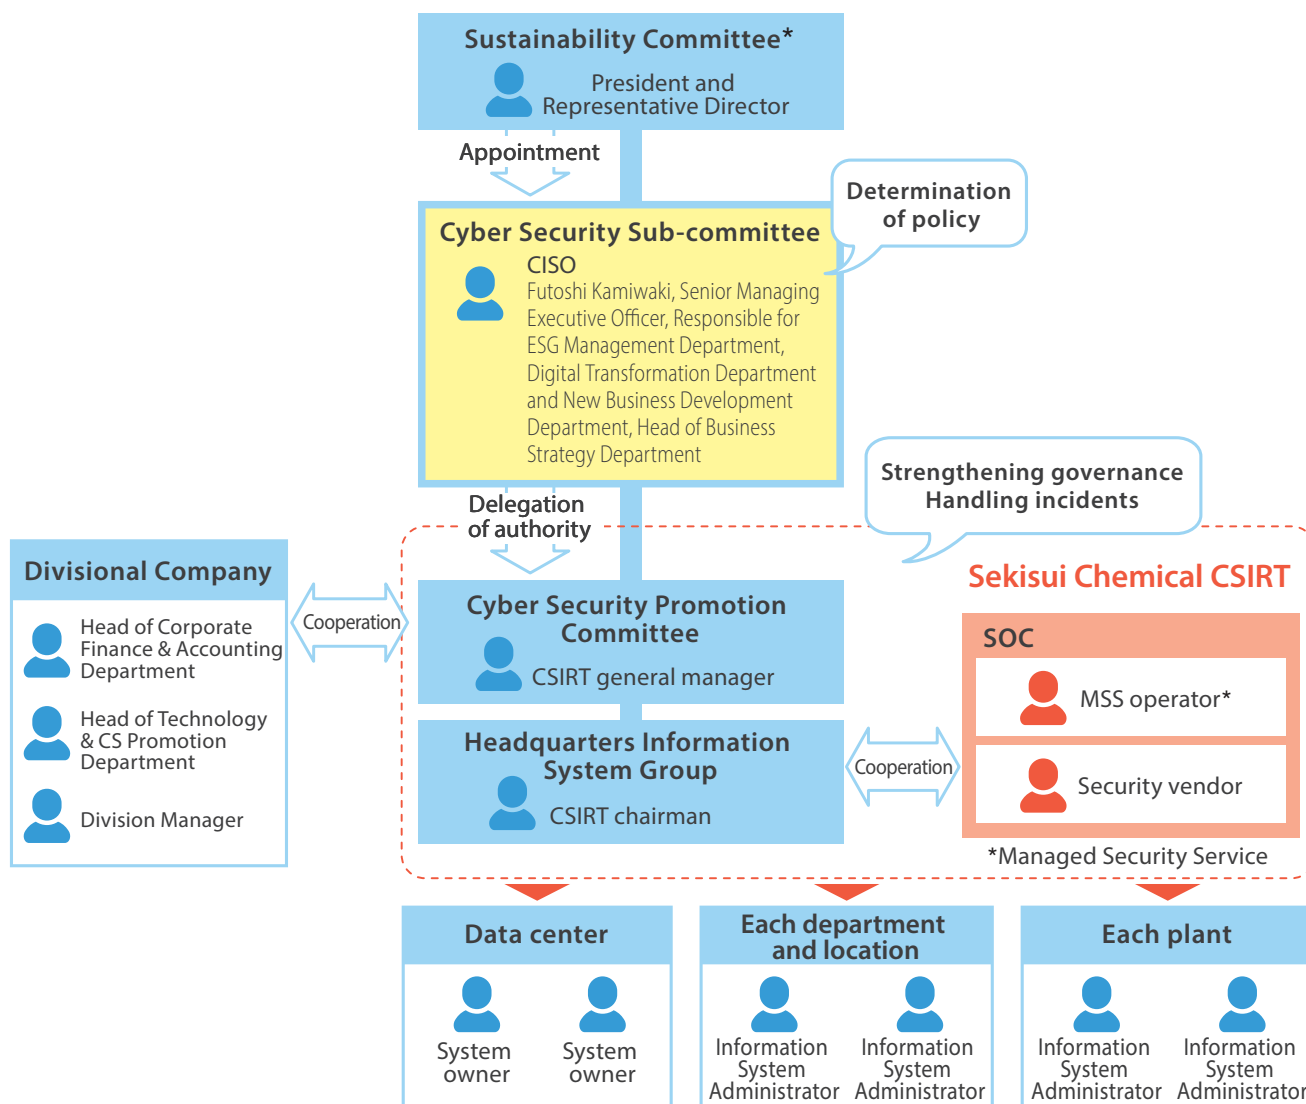 Sustainability Committee*
President and
Representative Director
Appointment
Determination
of policy
Cyber Security Sub-committee
CISO
Futoshi Kamiwaki, Senior Managing
Executive Officer, Responsible for
ESG Management Department,
Digital Transformation Department
and New Business Development
Department, Head of Business
Strategy Department
Strengthening governance
Handling incidents
Delegation
of authority
Divisional Company
Head of Corporate
Finance & Accounting
Department
Head of Technology
& CS Promotion
Department
Division Manager
Cooperation
Cyber Security Promotion
Committee
CSIRT general manager
Headquarters Information
System Group
CSIRT chairman
Cooperation
Sekisui Chemical CSIRT
SOC
MSS operator*
Security vendor
*Managed Security Service
Data center
System
owner
System
owner
Each department
and location
Information
System
Administrator
Information
System
Administrator
Each plant
Information
System
Administrator
Information
System
Administrator